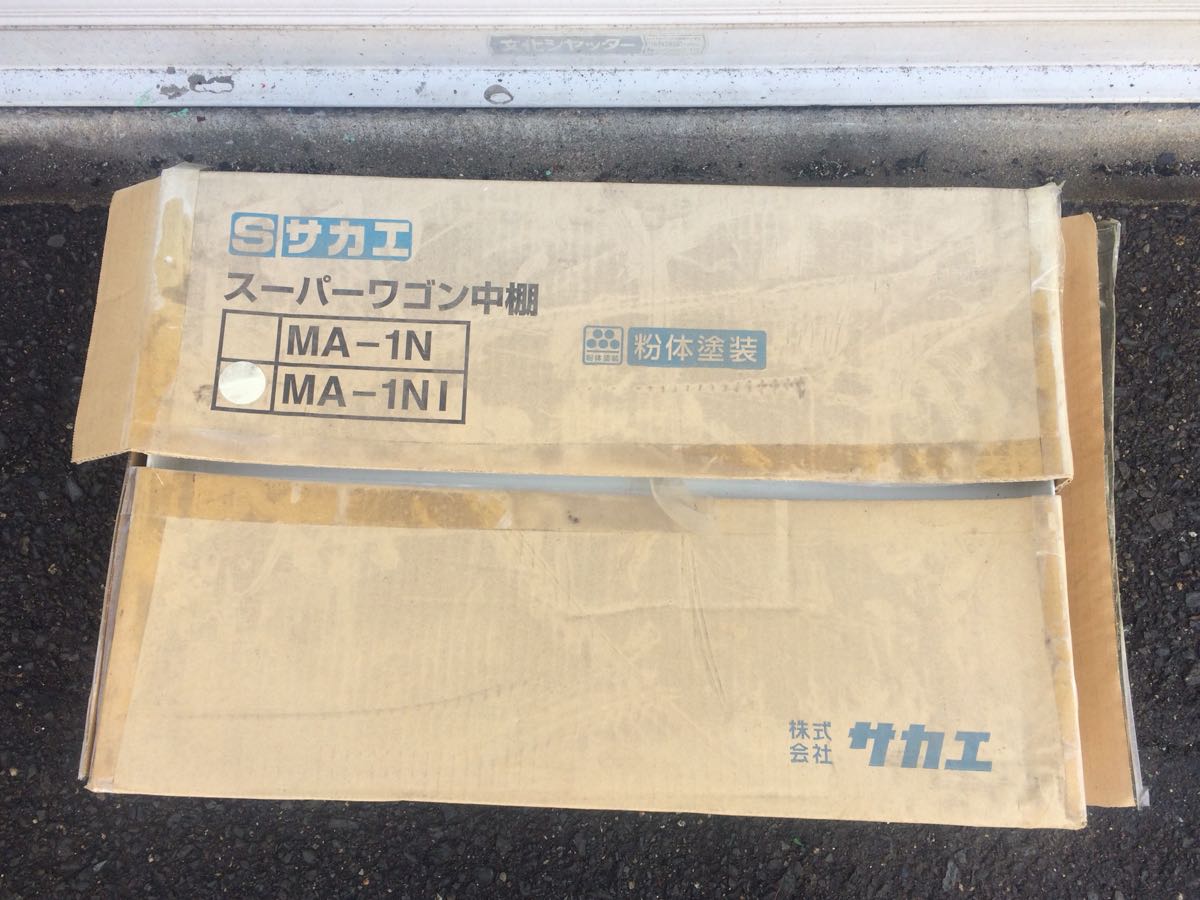 文化シヤッター
S サカエ
スーパーワゴン中棚
MA-1N
MA-1NI
粉体塗装
粉体塗装
株式
会社
サカエ